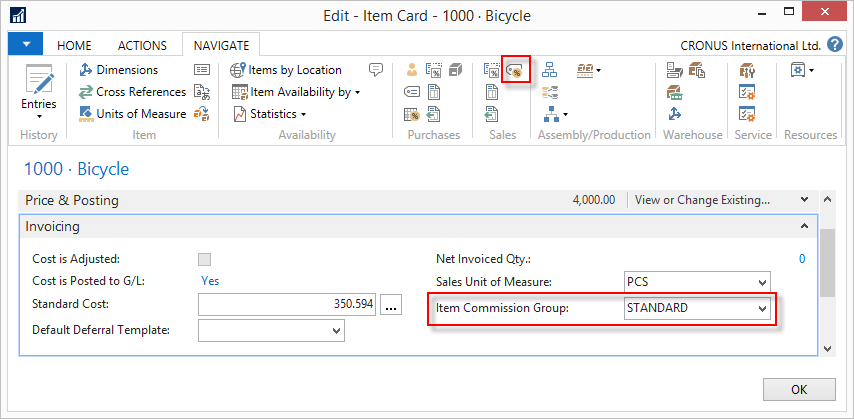 Edit - Item Card - 1000 · Bicycle
HOME ACTIONS NAVIGATE CRONUS International Ltd. ?
Entries
Dimensions
Cross References
Units of Measure
Items by Location
Item Availability by
Statistics
History Item Availability Purchases Sales Assembly/Production Warehouse Service Resources
1000 · Bicycle
Price & Posting 4,000.00 View or Change Existing...
Invoicing
Cost is Adjusted: Net Invoiced Qty.: 0
Cost is Posted to G/L: Yes Sales Unit of Measure: PCS
Standard Cost: 350.594 ... Item Commission Group: STANDARD
Default Deferral Template:
OK